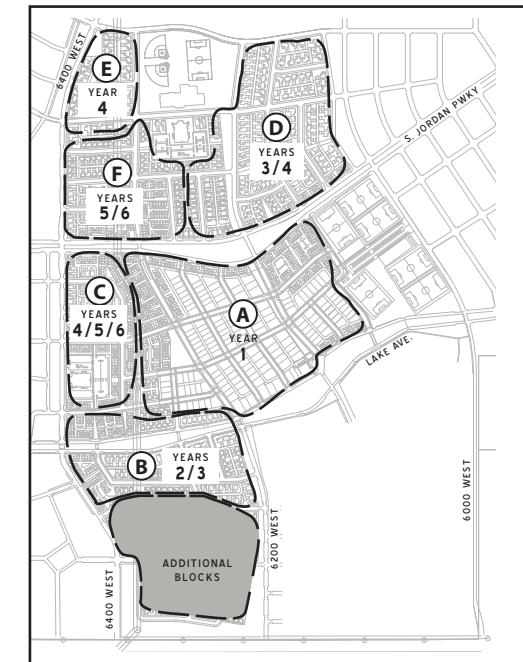 6400 WEST
E
YEAR
4
D
YEARS
3/4
S. JORDAN PWKY
F
YEARS
5/6
C
YEARS
4/5/6
A
YEAR
1
LAKE AVE.
B
YEARS
2/3
6000 WEST
6200 WEST
ADDITIONAL
BLOCKS
6400 WEST